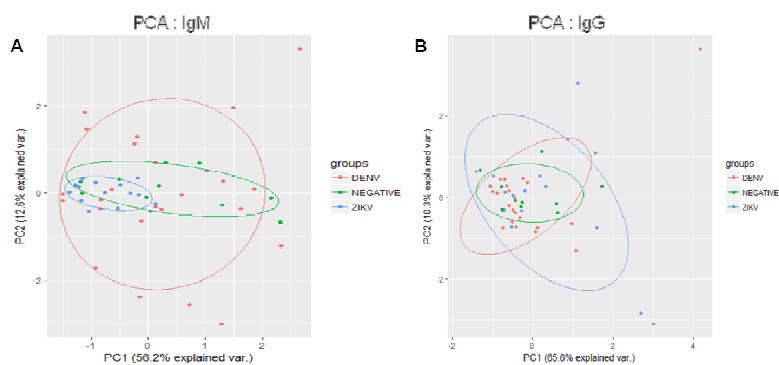 PCA : IgM
PCA : IgG
A
B
2
0
-2
PC2 (12.6% explained var.)
-1
0
1
2
PC1 (56.2% explained var.)
groups
DENV
NEGATIVE
ZIKV
2
0
-2
PC2 (10.3% explained var.)
-2
0
2
4
PC1 (65.6% explained var.)
groups
DENV
NEGATIVE
ZIKV